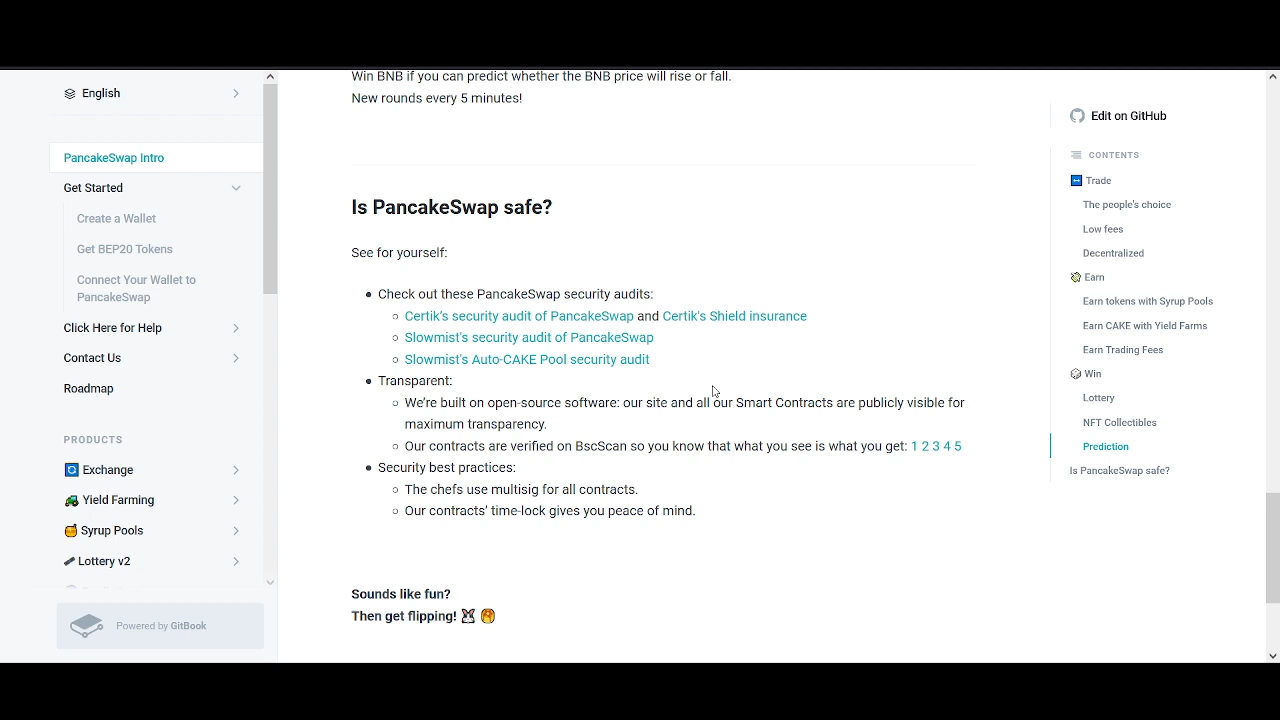 English
PancakeSwap Intro
Get Started
Create a Wallet
Get BEP20 Tokens
Connect Your Wallet to
PancakeSwap
Click Here for Help
Contact Us
Roadmap
PRODUCTS
Exchange
Yield Farming
Syrup Pools
Lottery v2
Powered by GitBook
Win BNB if you can predict whether the BNB price will rise or fall.
New rounds every 5 minutes!
Is PancakeSwap safe?
See for yourself:
Check out these PancakeSwap security audits:
Certik's security audit of PancakeSwap and Certik's Shield insurance
Slowmist's security audit of PancakeSwap
Slowmist's Auto-CAKE Pool security audit
Transparent:
We're built on open-source software: our site and all our Smart Contracts are publicly visible for
maximum transparency.
Our contracts are verified on BscScan so you know that what you see is what you get: 1 2 3 4 5
Security best practices:
The chefs use multisig for all contracts.
Our contracts' time-lock gives you peace of mind.
Sounds like fun?
Then get flipping!
Edit on GitHub
CONTENTS
Trade
The people's choice
Low fees
Decentralized
Earn
Earn tokens with Syrup Pools
Earn CAKE with Yield Farms
Earn Trading Fees
Win
Lottery
NFT Collectibles
Prediction
Is PancakeSwap safe?